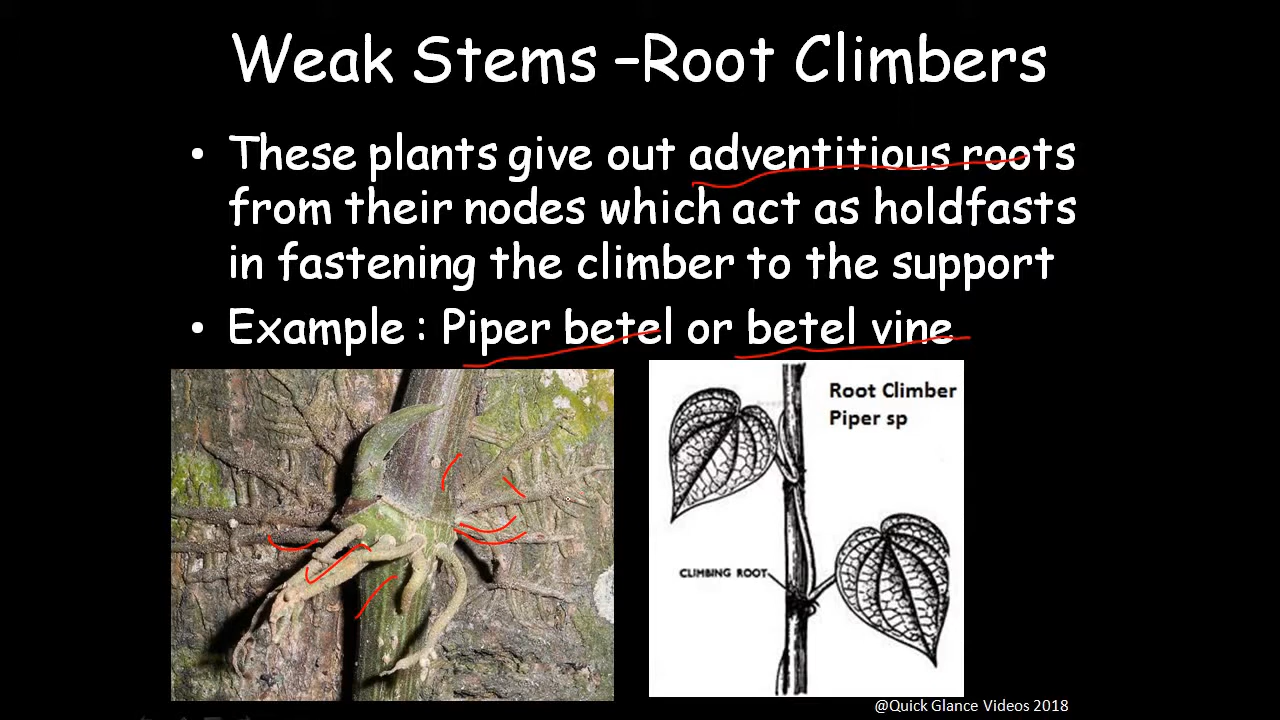 Weak Stems –Root Climbers
• These plants give out adventitious roots
from their nodes which act as holdfasts
in fastening the climber to the support
• Example : Piper betel or betel vine
Root Climber
Piper sp
CLIMBING ROOT
@Quick Glance Videos 2018